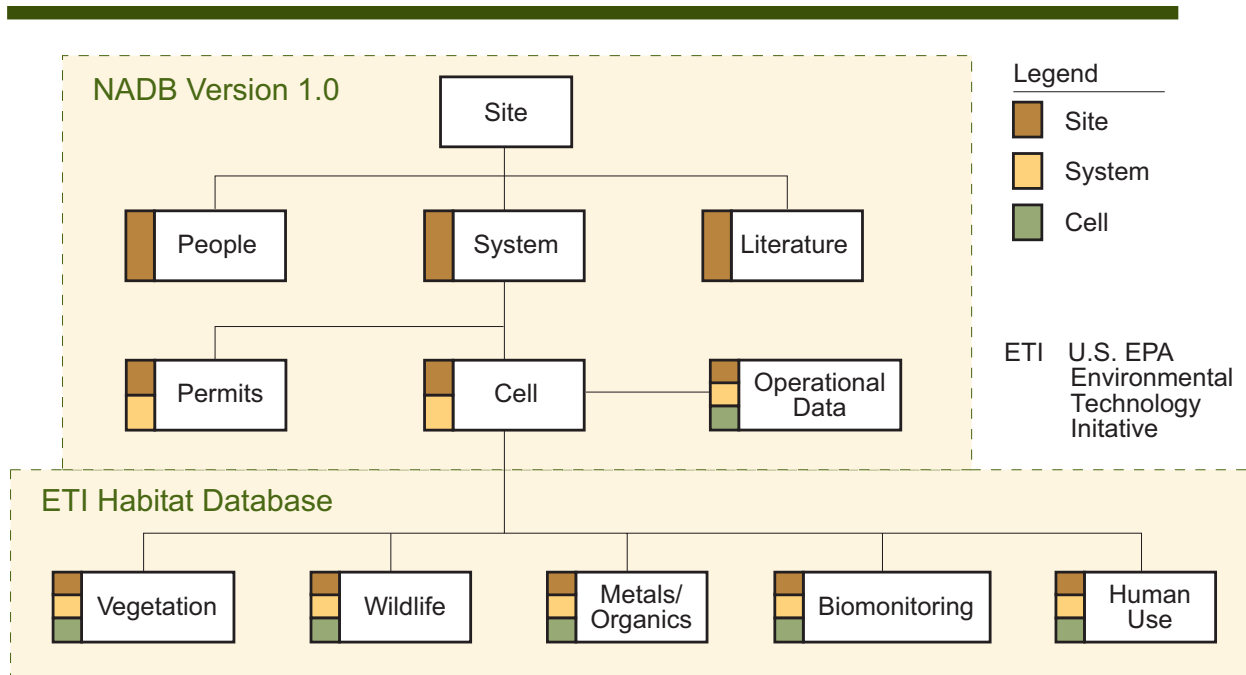 NADB Version 1.0
Site
People
System
Literature
Permits
Cell
Operational
Data
Legend
Site
System
Cell
ETI U.S. EPA
Environmental
Technology
Initative
ETI Habitat Database
Vegetation
Wildlife
Metals/
Organics
Biomonitoring
Human
Use